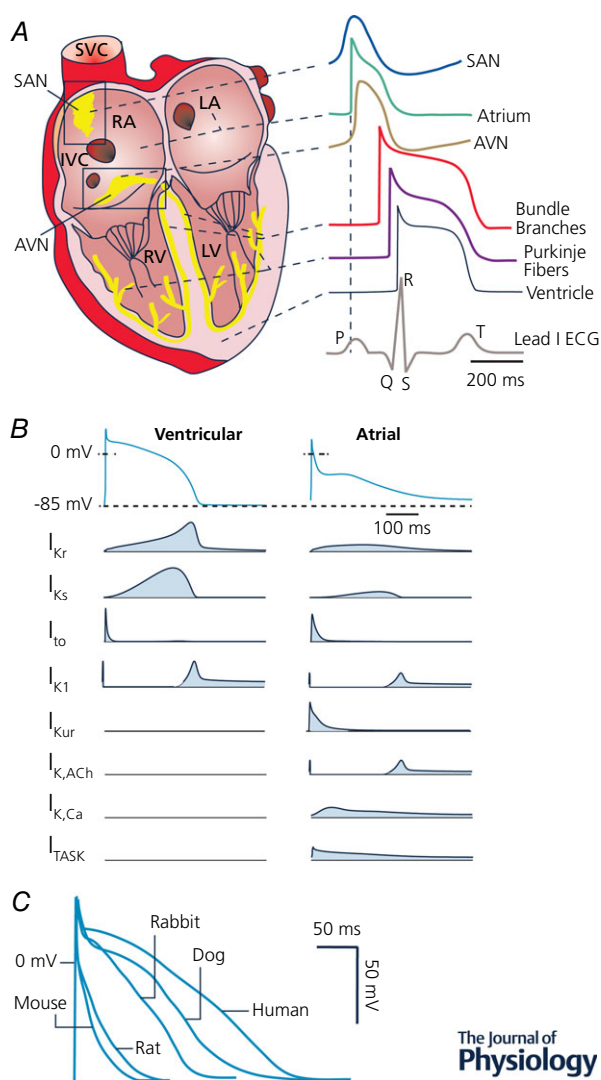 A
SVC
SAN
LA
RA
IVC
AVN
RV
LV
SAN
Atrium
AVN
Bundle
Branches
Purkinje
Fibers
Ventricle
R
P
T
Lead I ECG
Q
S
200 ms
B
Ventricular
Atrial
0 mV
-85 mV
100 ms
IKr
IKs
Ito
IK1
IKur
IK,ACh
IK,Ca
ITASK
C
Rabbit
50 ms
Dog
0 mV
50 mV
Mouse
Human
Rat
The Journal of
Physiology